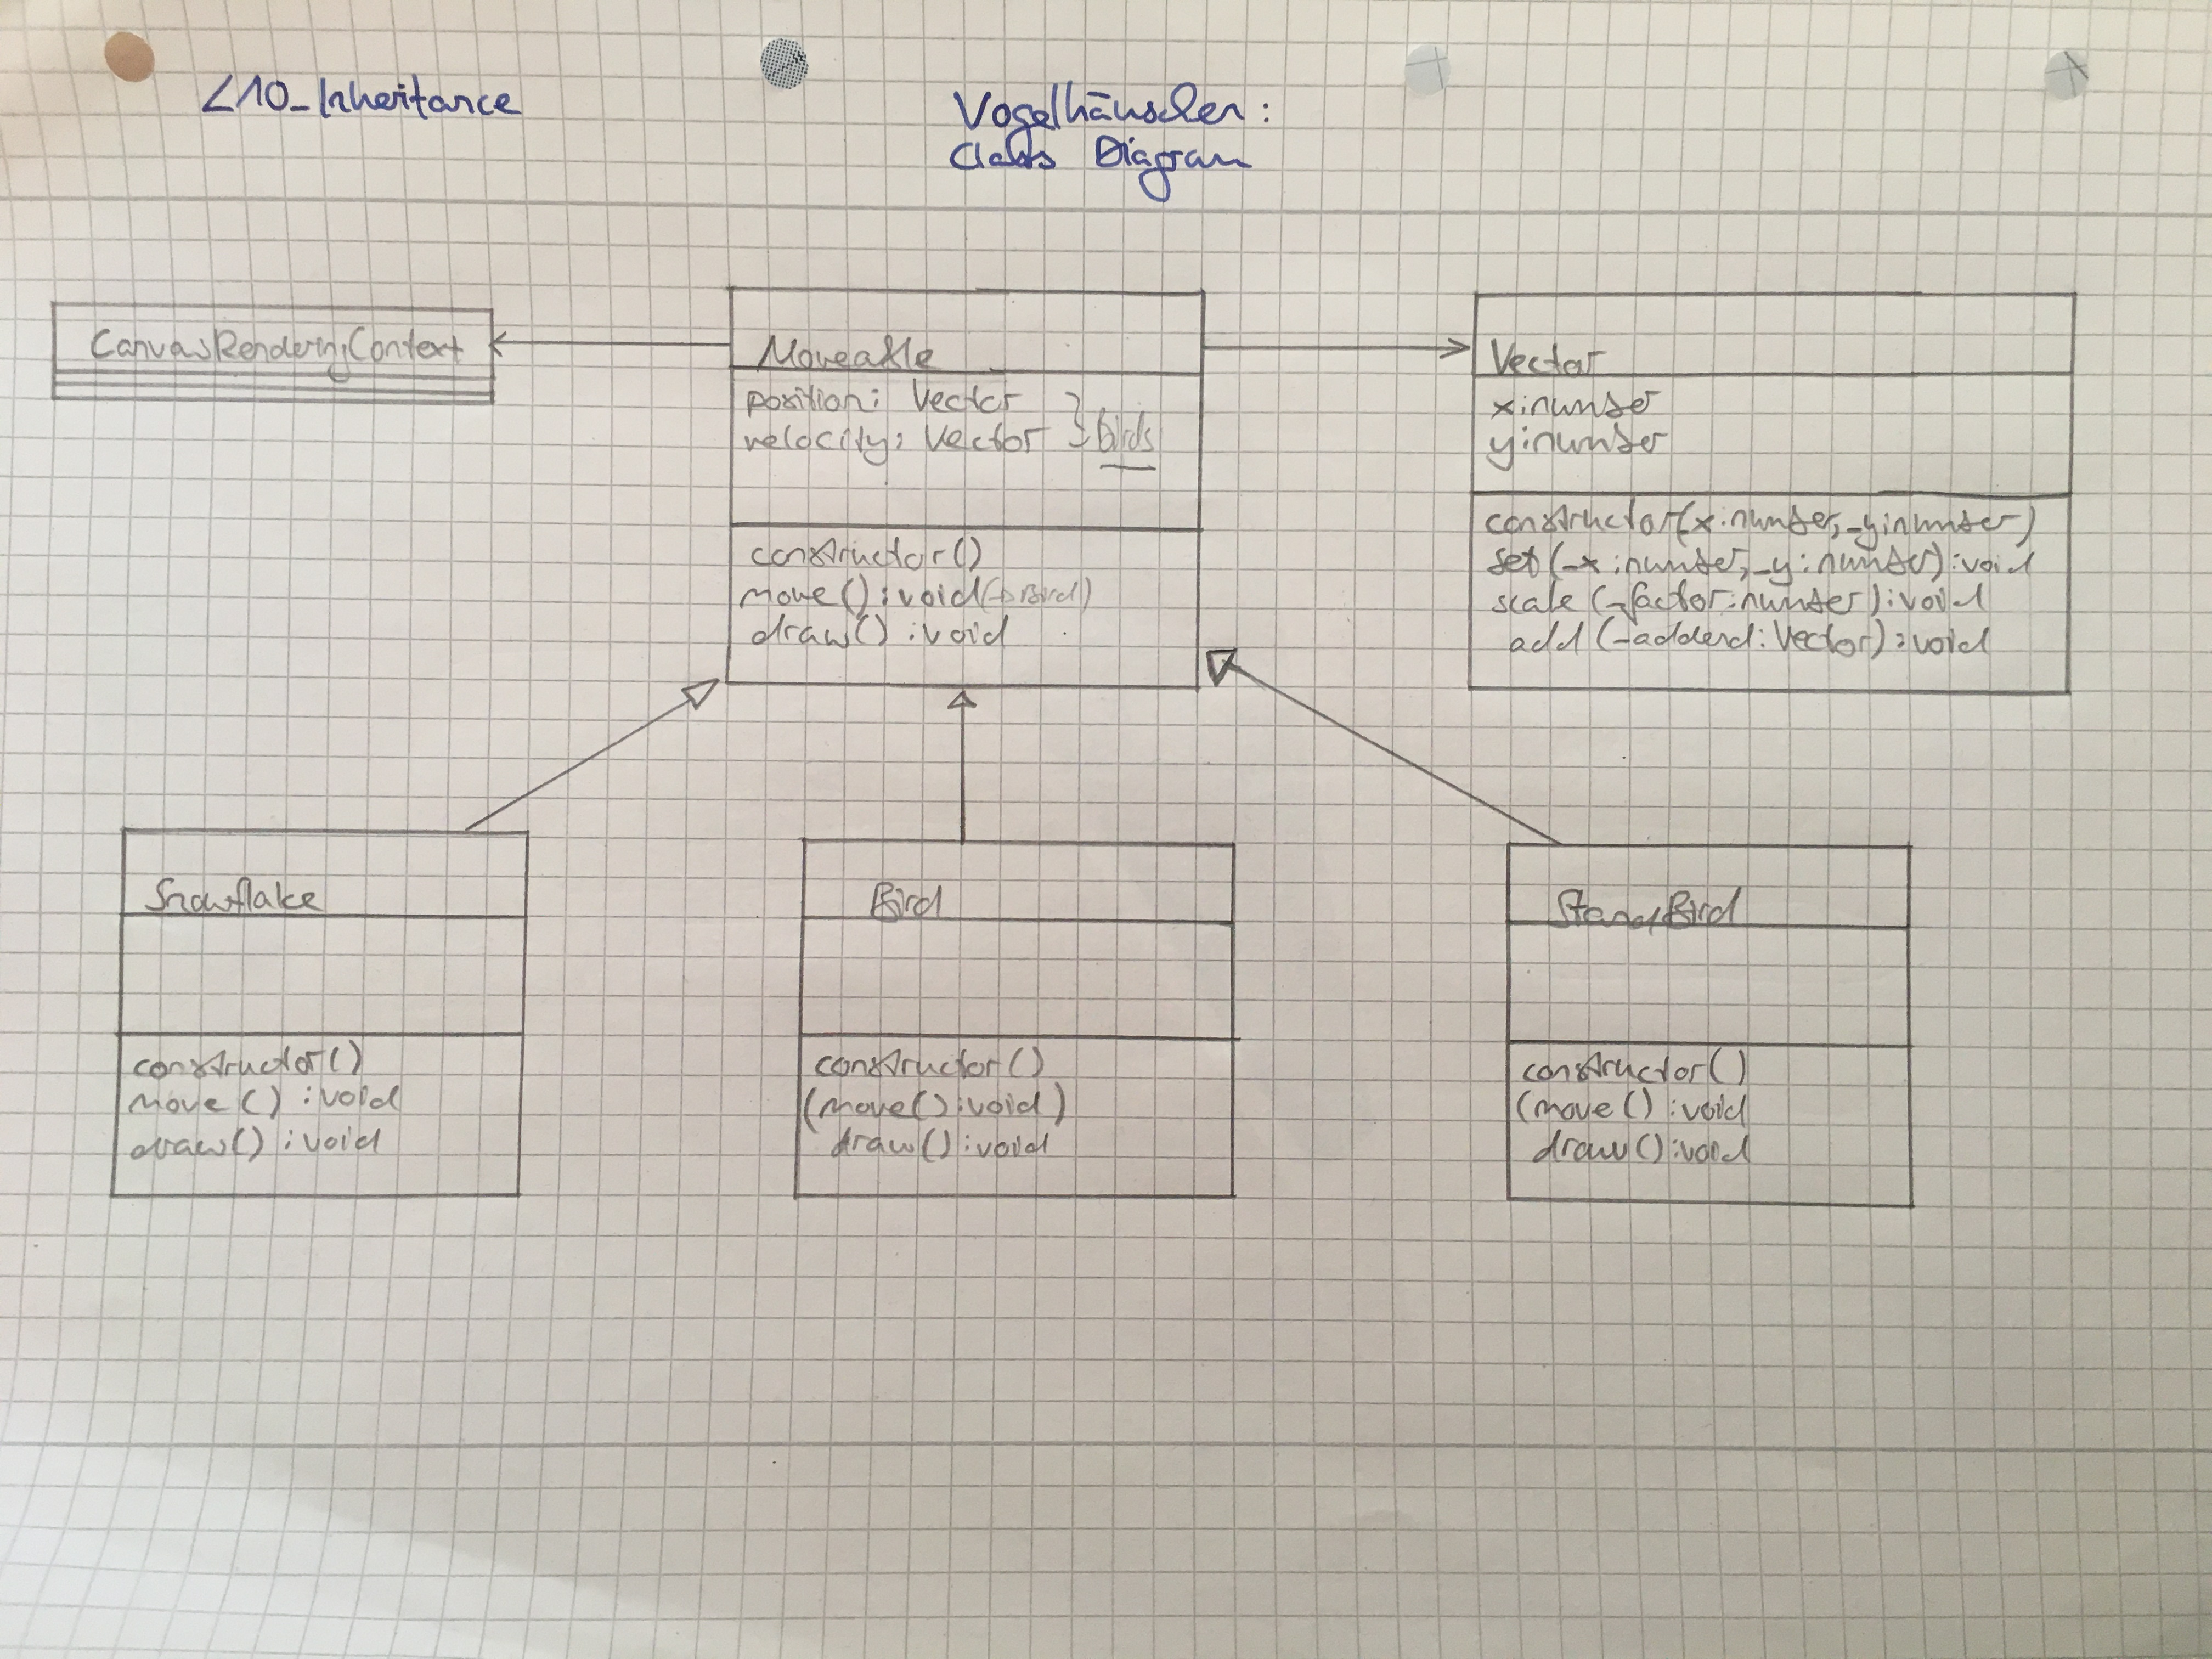 L10_Inheritance
Vogelhäuschen:
Class Diagram
CanvasRenderingContext
Moveable
position: Vector
velocity: Vector } Birds
constructor()
move(): void (→Bird)
draw(): void
Vector
x:number
y:number
constructor(x:number,_y:number)
set(_x:number,_y:number):void
scale(_factor:number):void
add(_addend:Vector):void
Snowflake
constructor()
move() :void
draw() :void
Bird
constructor()
(move():void)
draw():void
StandBird
constructor()
(move() :void
draw():void